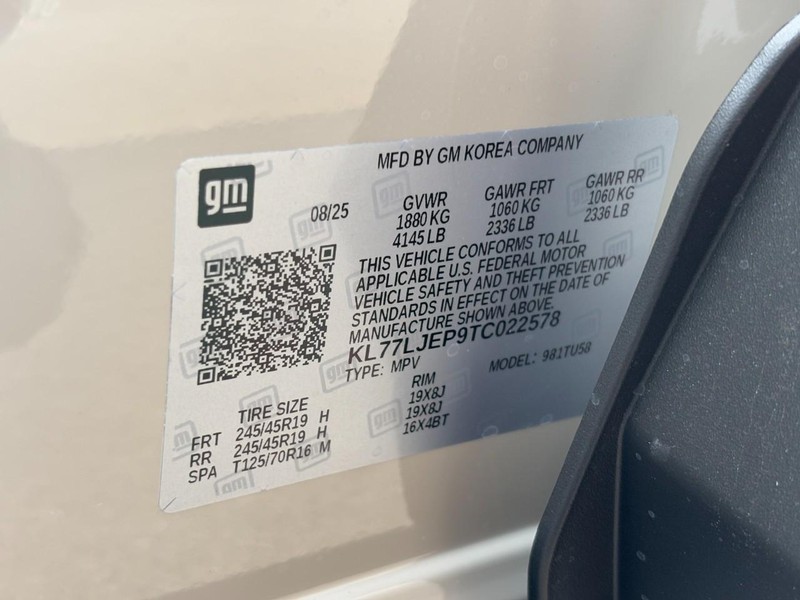 MFD BY GM KOREA COMPANY
gm
08/25
GVWR GAWR FRT GAWR RR
1880 KG 1060 KG 1060 KG
4145 LB 2336 LB 2336 LB
THIS VEHICLE CONFORMS TO ALL
APPLICABLE U.S. FEDERAL MOTOR
VEHICLE SAFETY AND THEFT PREVENTION
STANDARDS IN EFFECT ON THE DATE OF
MANUFACTURE SHOWN ABOVE.
KL77LJEP9TC022578
TYPE: MPV MODEL: 981TU58
TIRE SIZE RIM
FRT 245/45R19 H 19X8J
RR 245/45R19 H 19X8J
SPA T125/70R16 M 16X4BT